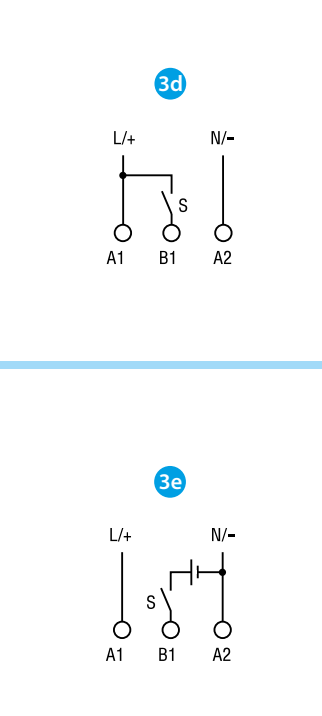 3d
L/+ N/-
S
A1 B1 A2
3e
L/+ N/-
S
A1 B1 A2